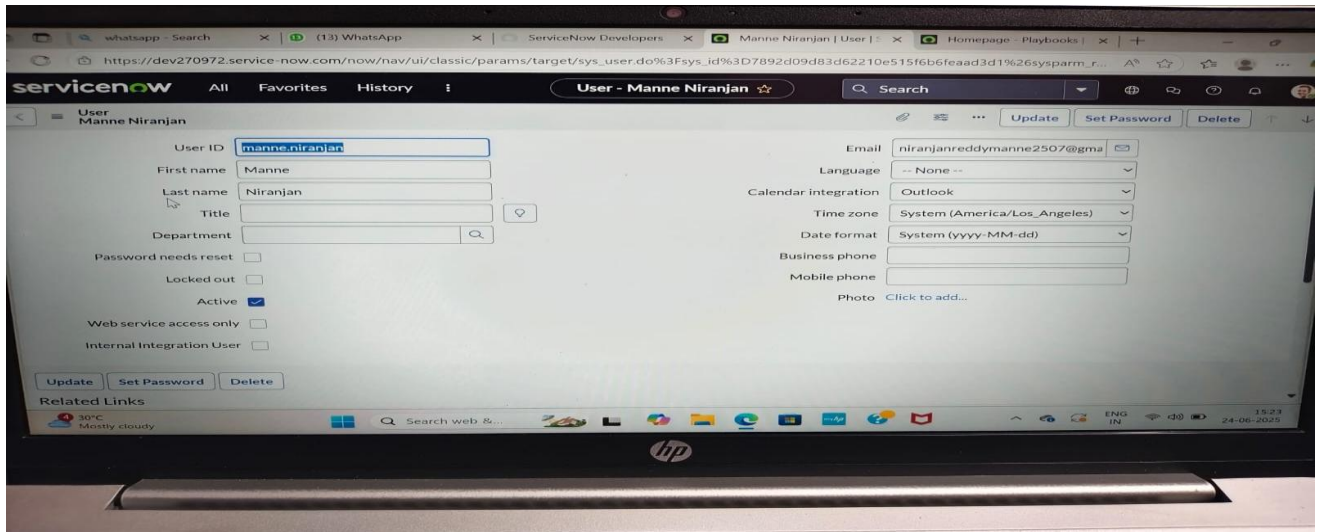 whatsapp - Search
(13) WhatsApp
ServiceNow Developers
Manne Niranjan | User | S
Homepage - Playbooks |
https://dev270972.service-now.com/now/nav/ui/classic/params/target/sys_user.do%3Fsys_id%3D7892d09d83d62210e515f6b6feaad3d1%26sysparm_r...
servicenow All Favorites History
User - Manne Niranjan
Search
User
Manne Niranjan
Update Set Password Delete
User ID manne.niranjan
First name Manne
Last name Niranjan
Title
Department
Password needs reset
Locked out
Active
Web service access only
Internal Integration User
Email niranjanreddymanne2507@gma
Language -- None --
Calendar integration Outlook
Time zone System (America/Los_Angeles)
Date format System (yyyy-MM-dd)
Business phone
Mobile phone
Photo Click to add...
Update Set Password Delete
Related Links
4
30°C
Mostly cloudy
Search web &...
ENG
IN
15:23
24-06-2025
hp